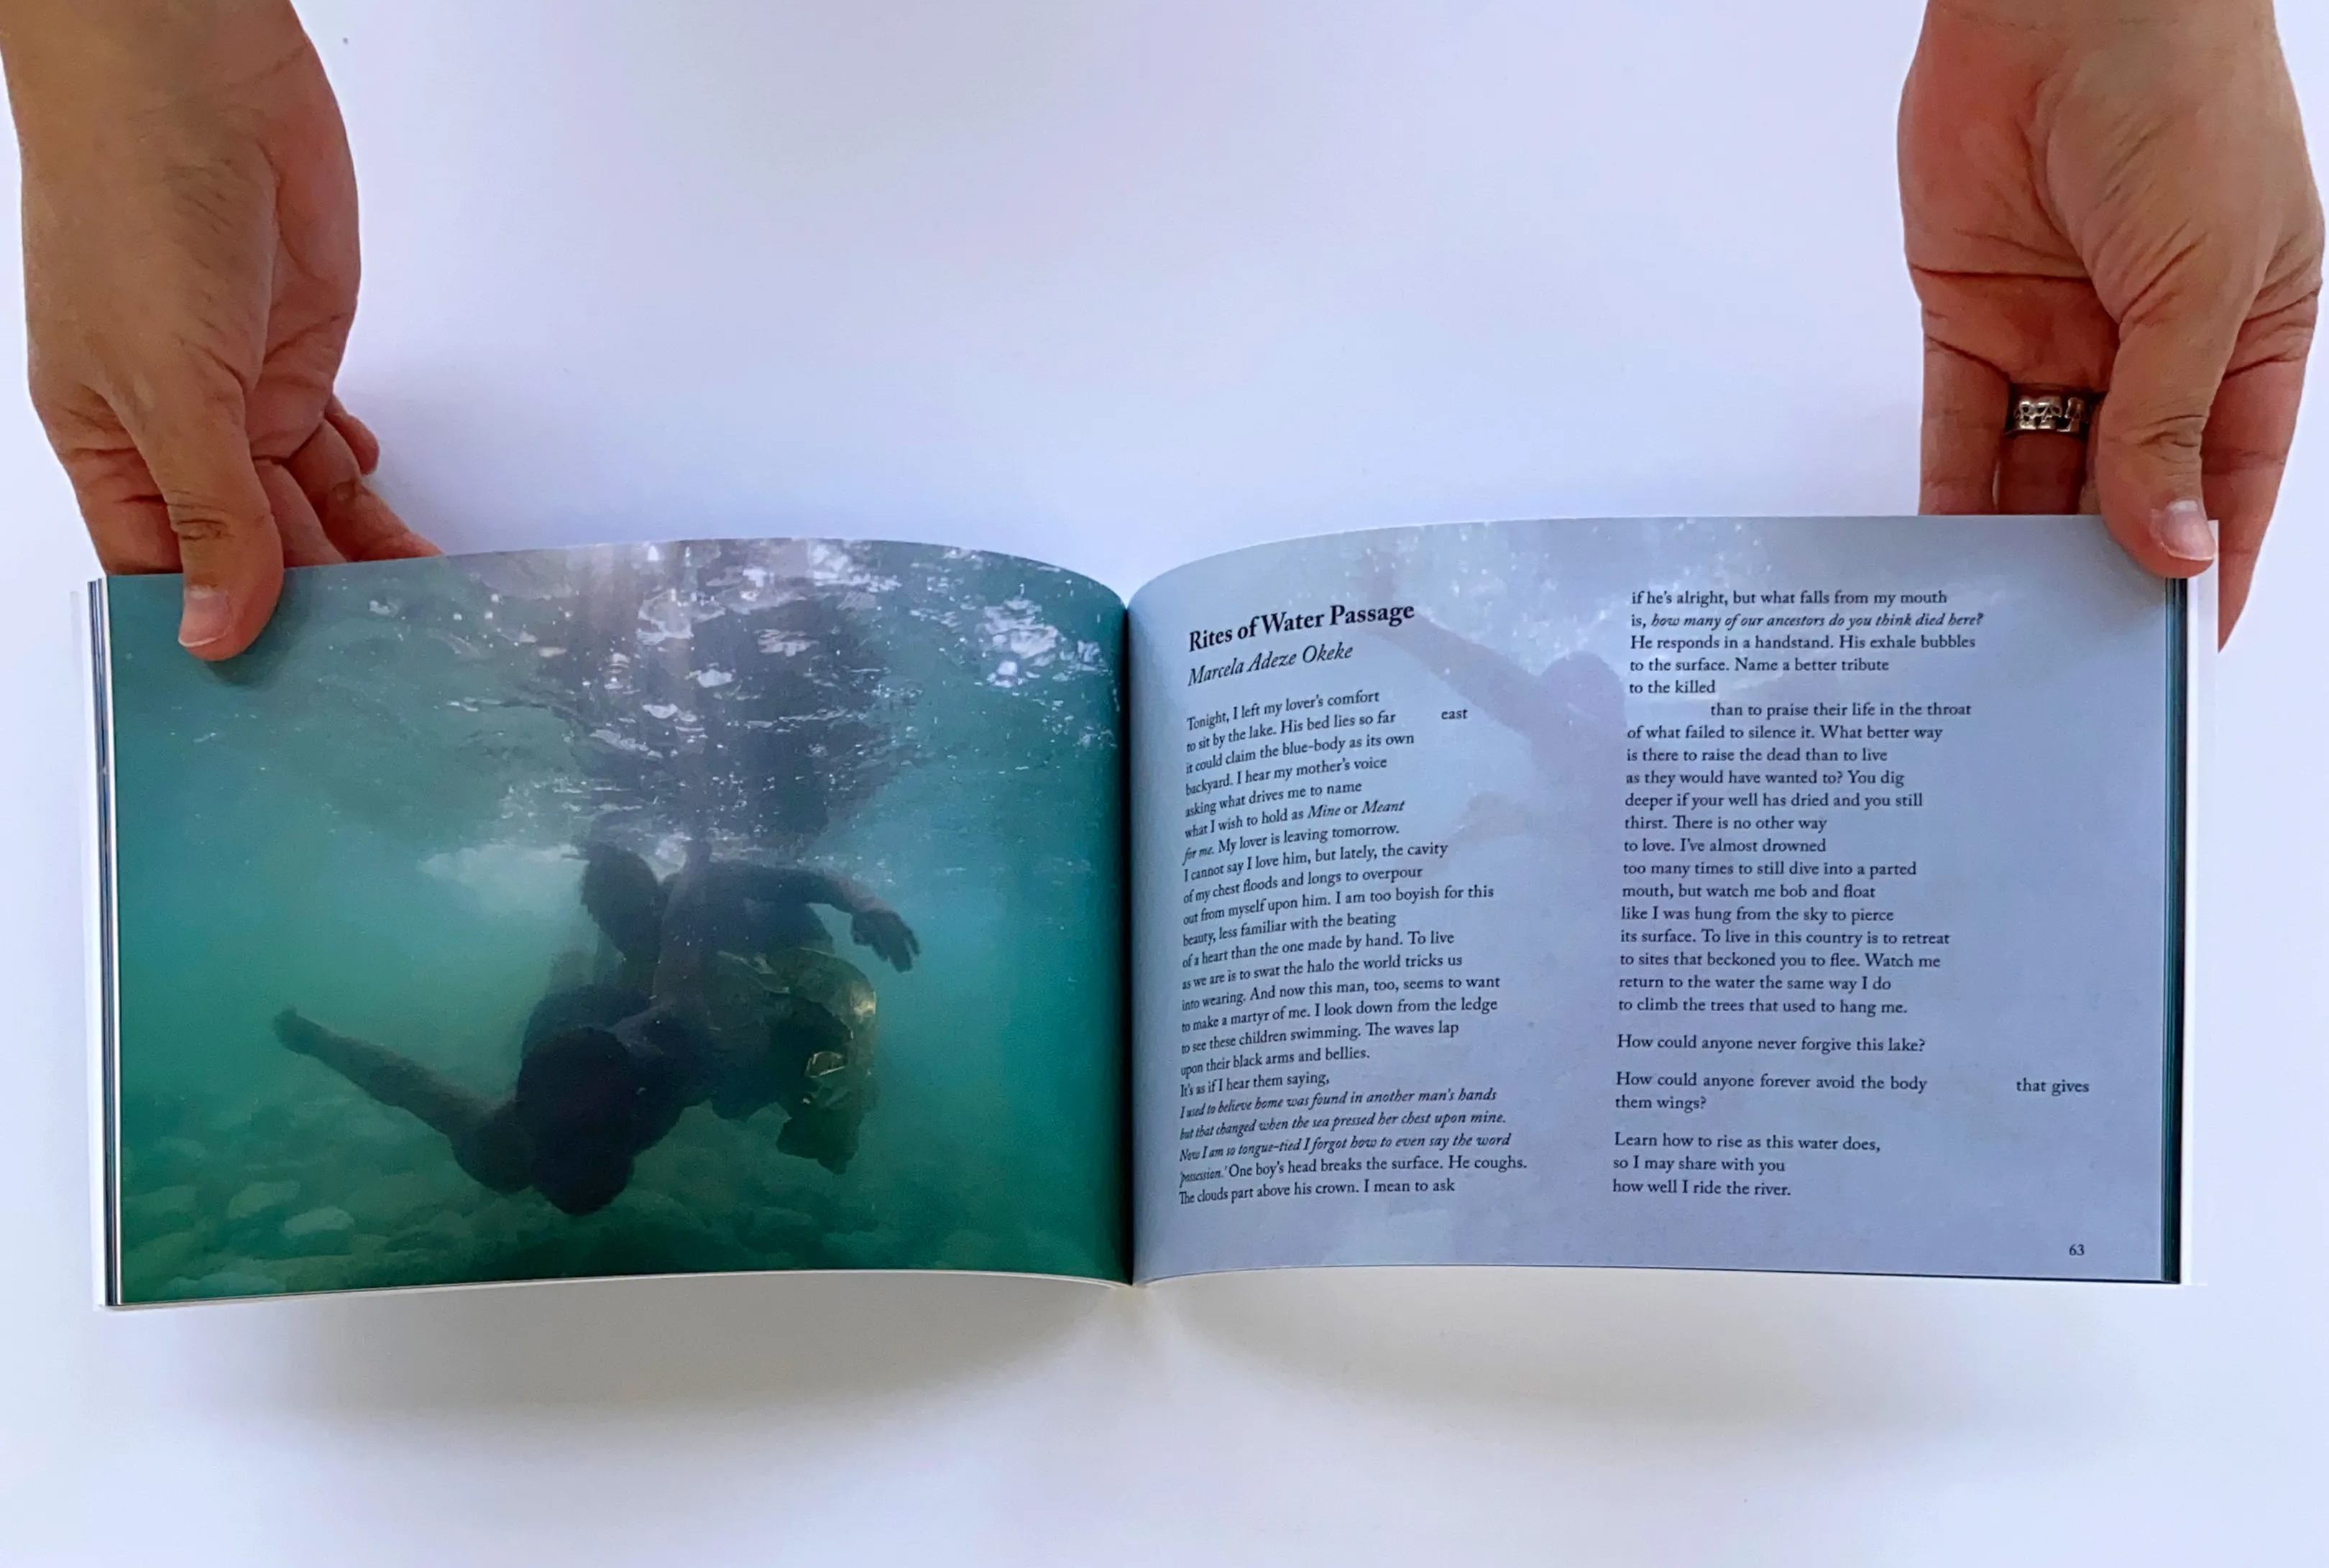 Rites of Water Passage
Marcela Adeze Okeke
Tonight, I left my lover's comfort
to sit by the lake. His bed lies so far east
it could claim the blue-body as its own
backyard. I hear my mother's voice
asking what drives me to name
what I wish to hold as Mine or Meant
for me. My lover is leaving tomorrow.
I cannot say I love him, but lately, the cavity
of my chest floods and longs to overpour
out from myself upon him. I am too boyish for this
beauty, less familiar with the beating
of a heart than the one made by hand. To live
as we are is to swat the halo the world tricks us
into wearing. And now this man, too, seems to want
to make a martyr of me. I look down from the ledge
to see these children swimming. The waves lap
upon their black arms and bellies.
It's as if I hear them saying,
I used to believe home was found in another man's hands
but that changed when the sea pressed her chest upon mine.
Now I am so tongue-tied I forgot how to even say the word
'possession.' One boy's head breaks the surface. He coughs.
The clouds part above his crown. I mean to ask
if he's alright, but what falls from my mouth
is, how many of our ancestors do you think died here?
He responds in a handstand. His exhale bubbles
to the surface. Name a better tribute
to the killed
than to praise their life in the throat
of what failed to silence it. What better way
is there to raise the dead than to live
as they would have wanted to? You dig
deeper if your well has dried and you still
thirst. There is no other way
to love. I've almost drowned
too many times to still dive into a parted
mouth, but watch me bob and float
like I was hung from the sky to pierce
its surface. To live in this country is to retreat
to sites that beckoned you to flee. Watch me
return to the water the same way I do
to climb the trees that used to hang me.
How could anyone never forgive this lake?
How could anyone forever avoid the body that gives
them wings?
Learn how to rise as this water does,
so I may share with you
how well I ride the river.
63